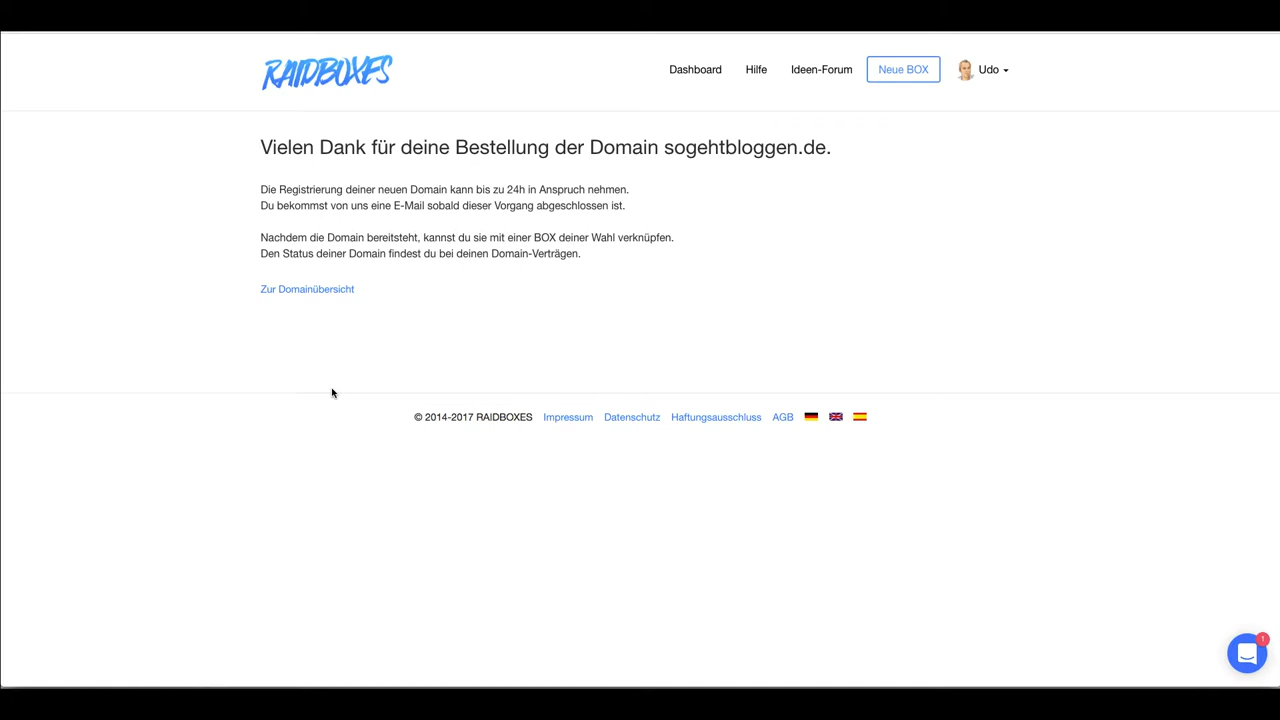 RAIDBOXES
Dashboard
Hilfe
Ideen-Forum
Neue BOX
Udo
Vielen Dank für deine Bestellung der Domain sogehtbloggen.de.
Die Registrierung deiner neuen Domain kann bis zu 24h in Anspruch nehmen.
Du bekommst von uns eine E-Mail sobald dieser Vorgang abgeschlossen ist.
Nachdem die Domain bereitsteht, kannst du sie mit einer BOX deiner Wahl verknüpfen.
Den Status deiner Domain findest du bei deinen Domain-Verträgen.
Zur Domainübersicht
© 2014-2017 RAIDBOXES Impressum Datenschutz Haftungsausschluss AGB
1